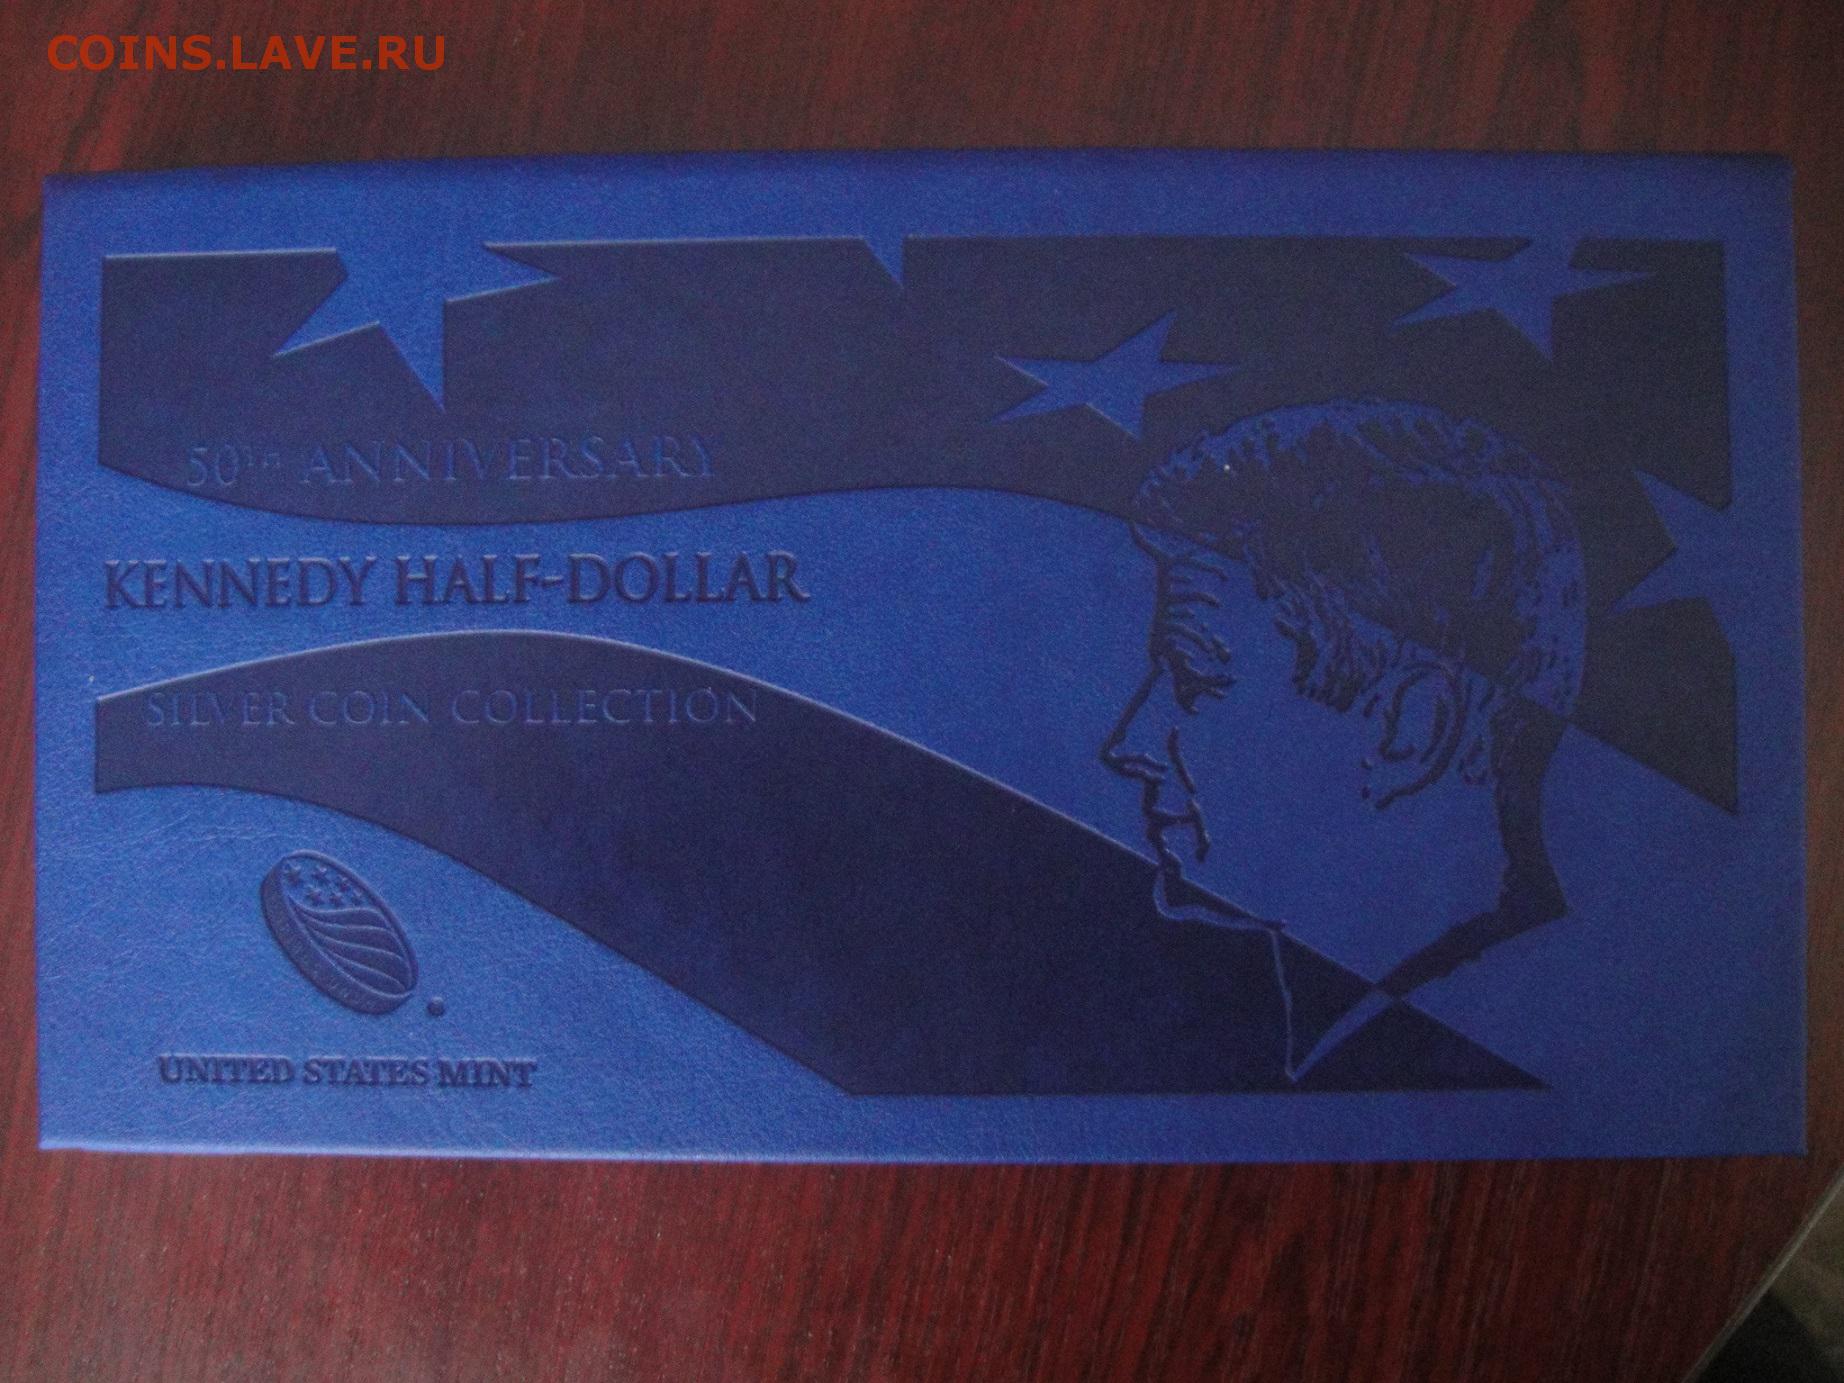 COINS.LAVE.RU
50TH ANNIVERSARY
KENNEDY HALF-DOLLAR
SILVER COIN COLLECTION
UNITED STATES MINT